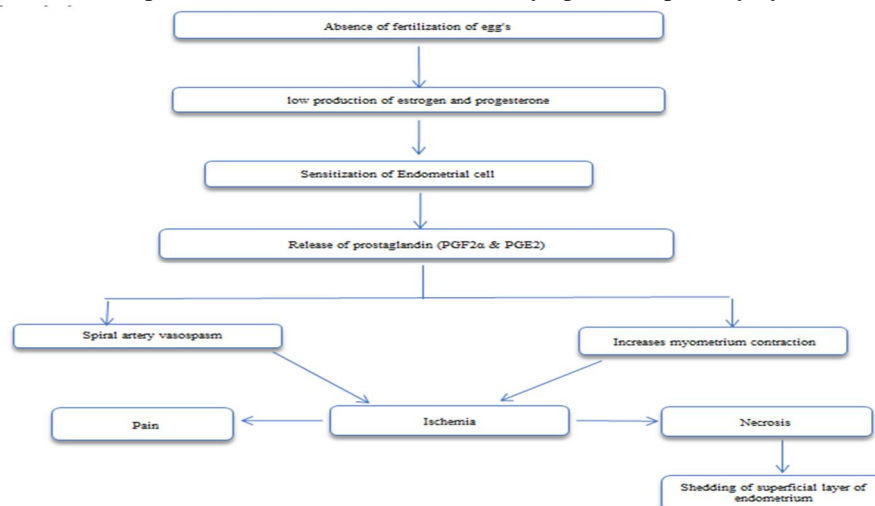 Absence of fertilization of egg's
low production of estrogen and progesterone
Sensitization of Endometrial cell
Release of prostaglandin (PGF2α & PGE2)
Spiral artery vasospasm
Increases myometrium contraction
Pain
Ischemia
Necrosis
Shedding of superficial layer of
endometrium